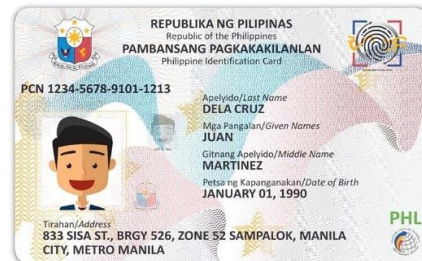 REPUBLIKA NG PILIPINAS
Republic of the Philippines
PAMBANSANG PAGKAKAKILANLAN
Philippine Identification Card
PCN 1234-5678-9101-1213
Apelyido/Last Name
DELA CRUZ
Mga Pangalan/Given Names
JUAN
Gitnang Apelyido/Middle Name
MARTINEZ
Petsa ng Kapanganakan/Date of Birth
JANUARY 01, 1990
Tirahan/Address
833 SISA ST., BRGY 526, ZONE 52 SAMPALOK, MANILA
CITY, METRO MANILA
PHL